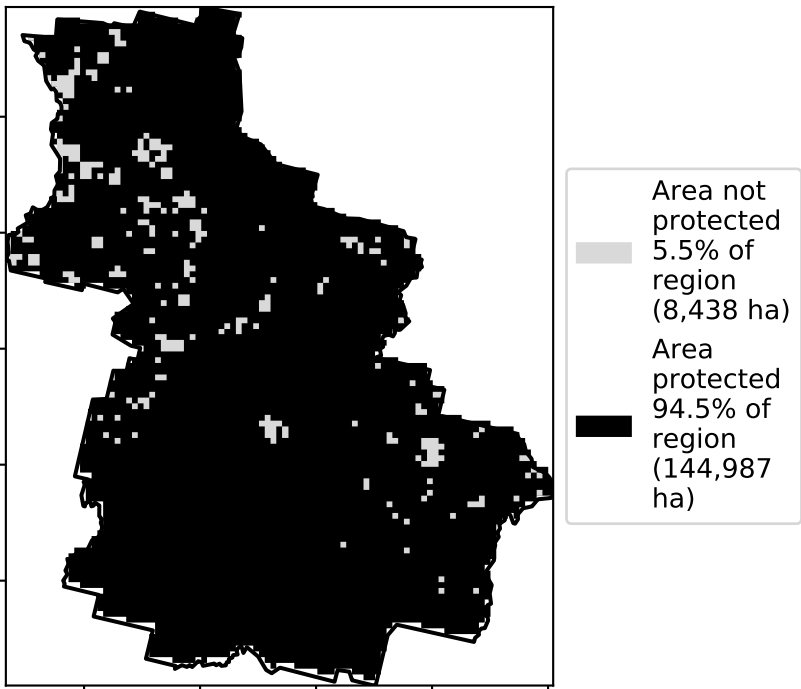 Area not
protected
5.5% of
region
(8,438 ha)
Area
protected
94.5% of
region
(144,987
ha)